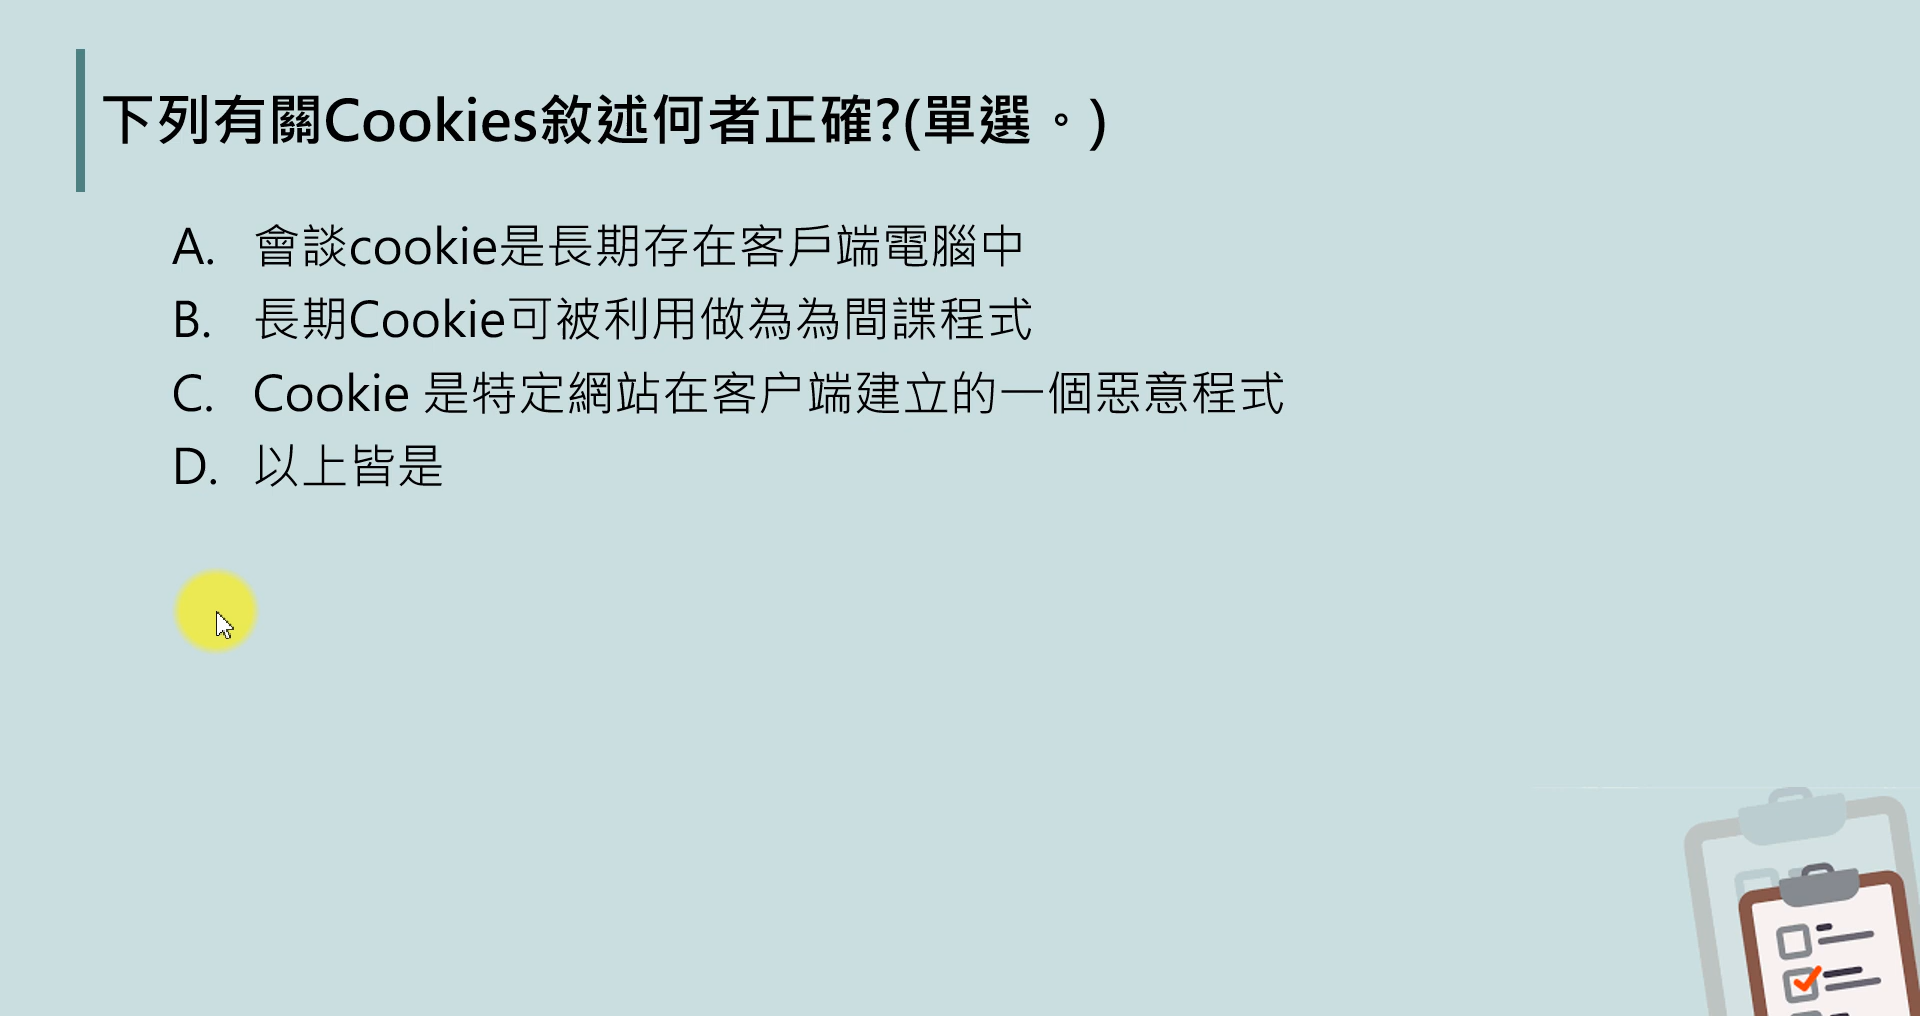 下列有關Cookies敘述何者正確?(單選。)
A. 會談cookie是長期存在客戶端電腦中
B. 長期Cookie可被利用做為為間諜程式
C. Cookie 是特定網站在客户端建立的一個惡意程式
D. 以上皆是